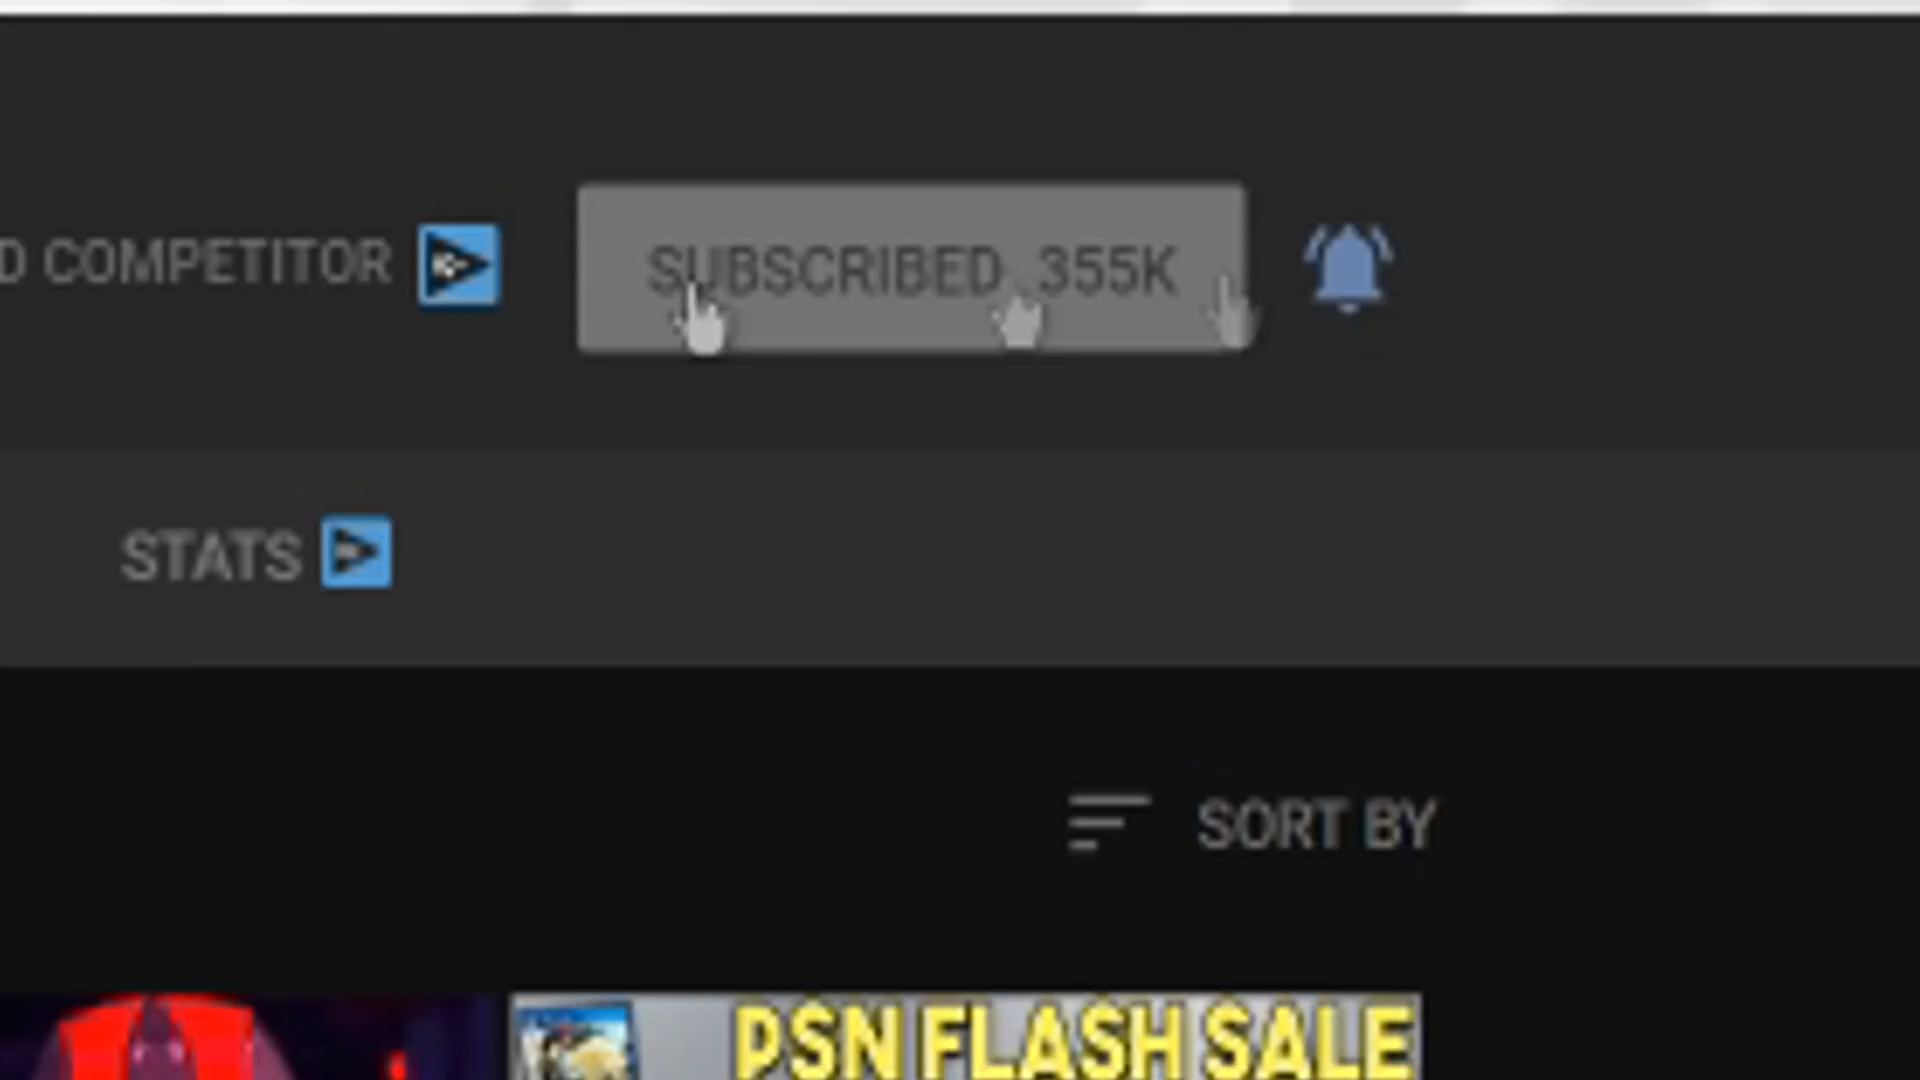 D COMPETITOR
SUBSCRIBED 355K
STATS
SORT BY
PSN FLASH SALE